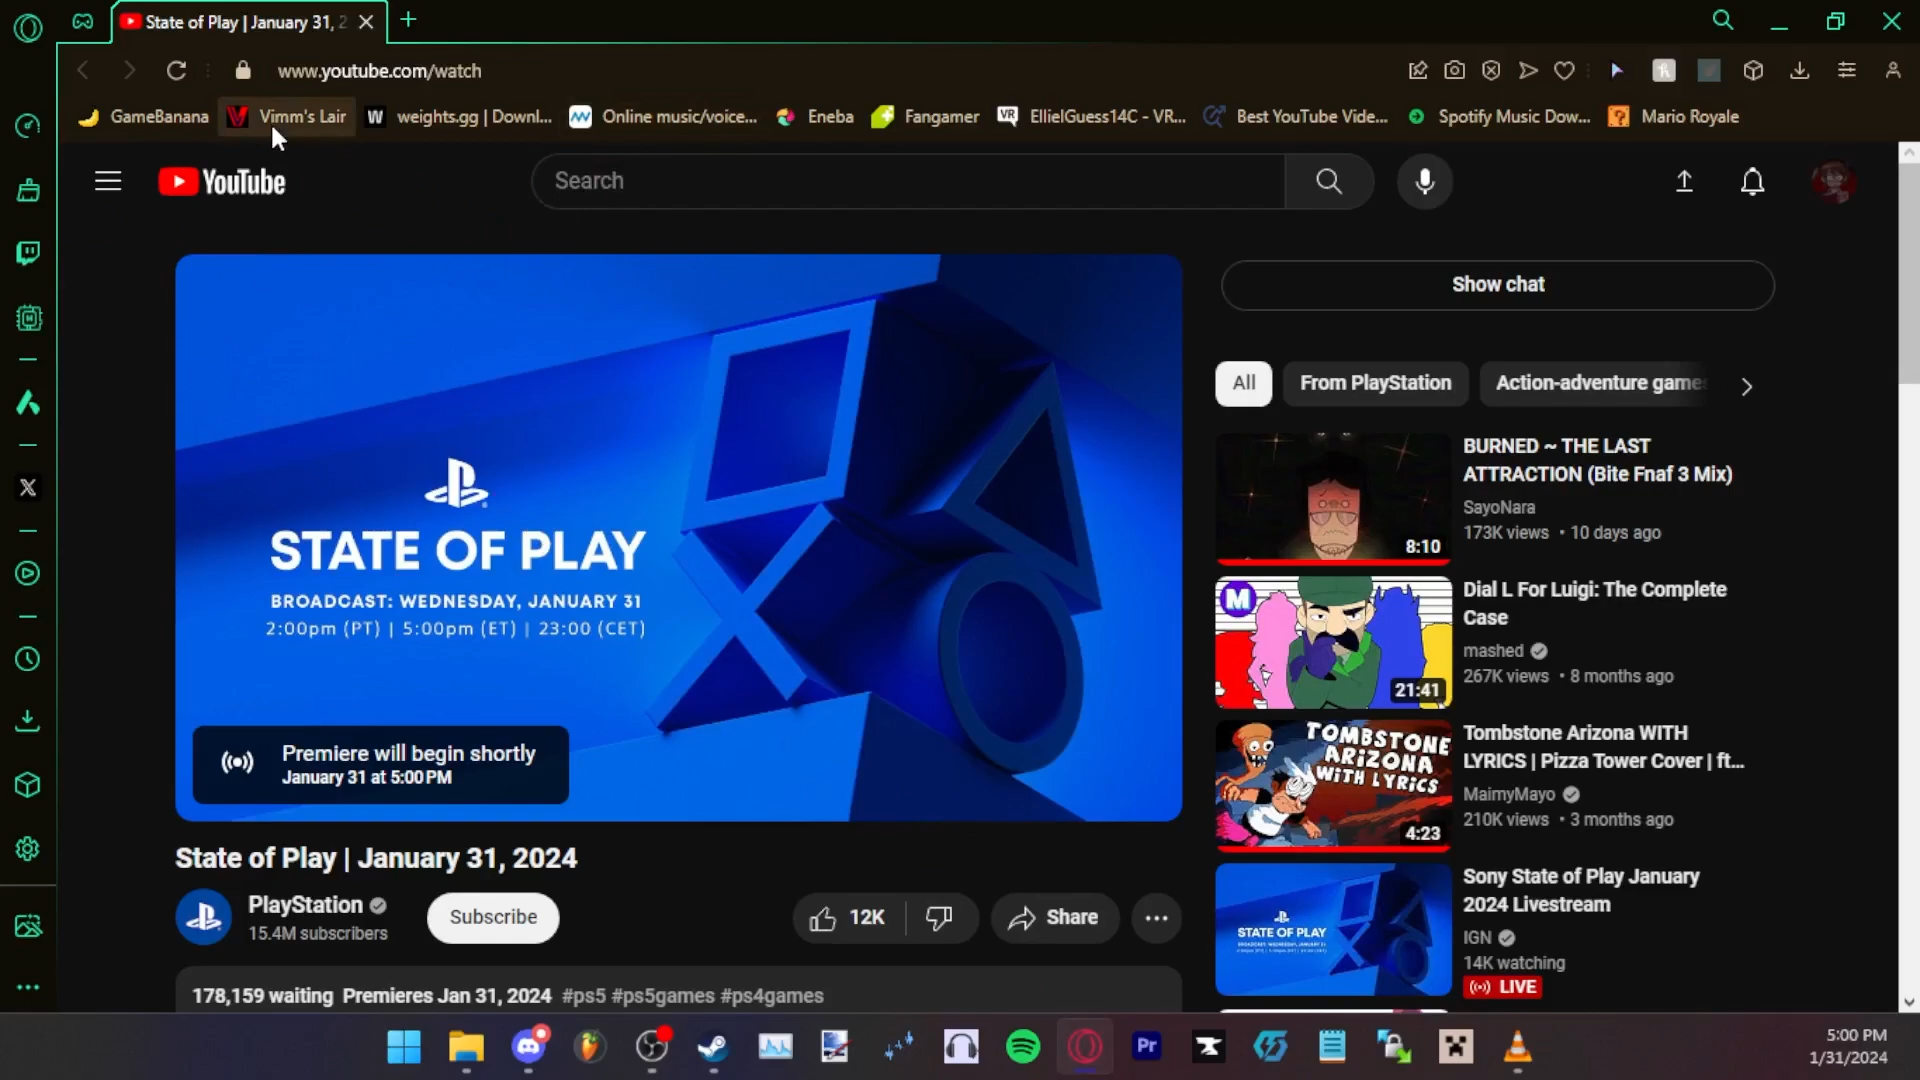 State of Play | January 31, 2
www.youtube.com/watch
GameBanana
Vimm's Lair
weights.gg | Downl...
Online music/voice...
Eneba
Fangamer
EllieIGuess14C - VR...
Best YouTube Vide...
Spotify Music Dow...
Mario Royale
YouTube
Search
STATE OF PLAY
BROADCAST: WEDNESDAY, JANUARY 31
2:00pm (PT) | 5:00pm (ET) | 23:00 (CET)
Premiere will begin shortly
January 31 at 5:00 PM
State of Play | January 31, 2024
PlayStation
15.4M subscribers
Subscribe
12K
Share
178,159 waiting Premieres Jan 31, 2024 #ps5 #ps5games #ps4games
Show chat
All
From PlayStation
Action-adventure game
8:10
BURNED ~ THE LAST
ATTRACTION (Bite Fnaf 3 Mix)
SayoNara
173K views • 10 days ago
M
21:41
Dial L For Luigi: The Complete
Case
mashed
267K views • 8 months ago
TOMBSTONE
ARIZONA
WITH LYRICS
4:23
Tombstone Arizona WITH
LYRICS | Pizza Tower Cover | ft...
MaimyMayo
210K views • 3 months ago
STATE OF PLAY
Sony State of Play January
2024 Livestream
IGN
14K watching
LIVE
Pr
5:00 PM
1/31/2024